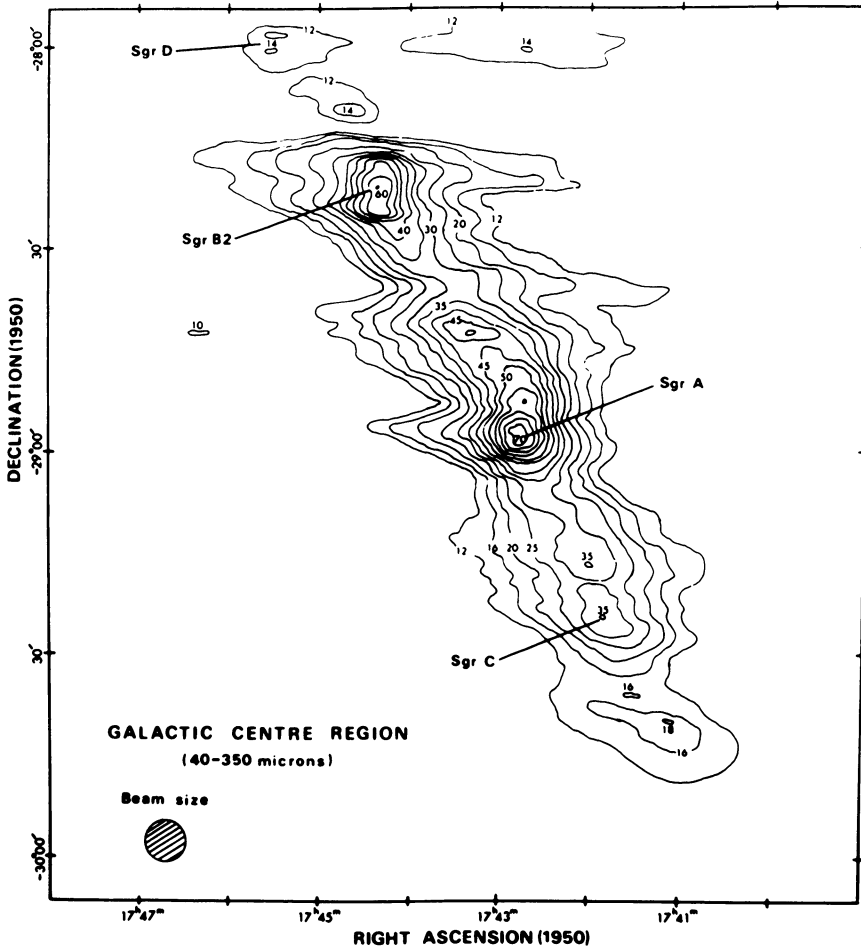 12
12
14
14
Sgr D
-28°00'
12
14
60
Sgr B2
40
30
20
12
30'
35
45
10
45
50
Sgr A
DECLINATION (1950)
-29°00'
12
16
20
25
35
35
Sgr C
30'
16
18
16
GALACTIC CENTRE REGION
(40-350 microns)
Beam size
-30°00'
17ʰ47ᵐ
17ʰ45ᵐ
17ʰ43ᵐ
17ʰ41ᵐ
RIGHT ASCENSION (1950)